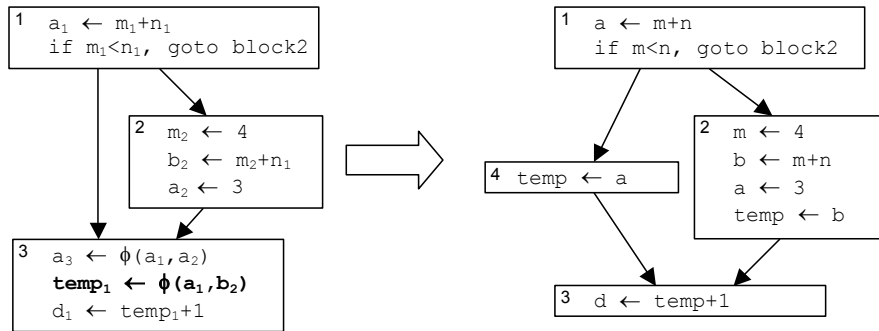 1
a₁ ← m₁+n₁
if m₁<n₁, goto block2
2
m₂ ← 4
b₂ ← m₂+n₁
a₂ ← 3
3
a₃ ← ϕ(a₁,a₂)
temp₁ ← ϕ(a₁,b₂)
d₁ ← temp₁+1
1
a ← m+n
if m<n, goto block2
4
temp ← a
2
m ← 4
b ← m+n
a ← 3
temp ← b
3
d ← temp+1